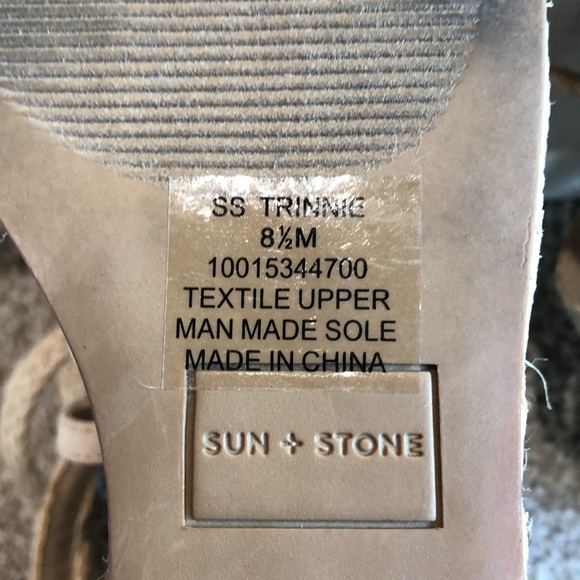 SS TRINNIE
8½M
10015344700
TEXTILE UPPER
MAN MADE SOLE
MADE IN CHINA
SUN + STONE